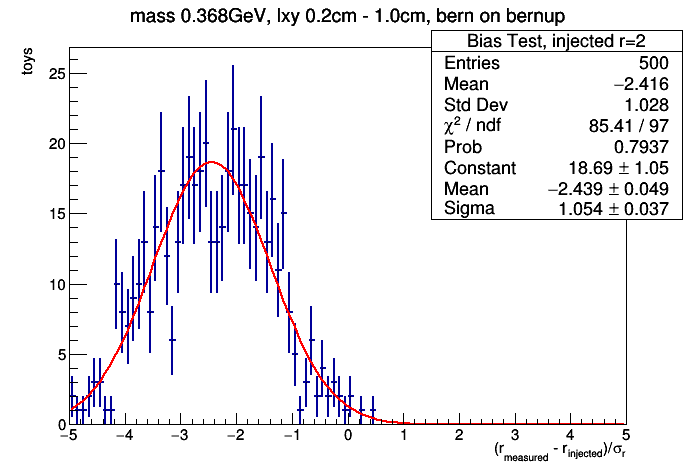 mass 0.368GeV, lxy 0.2cm - 1.0cm, bern on bernup
toys
Bias Test, injected r=2
Entries 500
Mean −2.416
Std Dev 1.028
χ² / ndf 85.41 / 97
Prob 0.7937
Constant 18.69 ± 1.05
Mean −2.439 ± 0.049
Sigma 1.054 ± 0.037
25
20
15
10
5
0
−5 −4 −3 −2 −1 0 1 2 3 4 5
(r_measured - r_injected)/σ_r